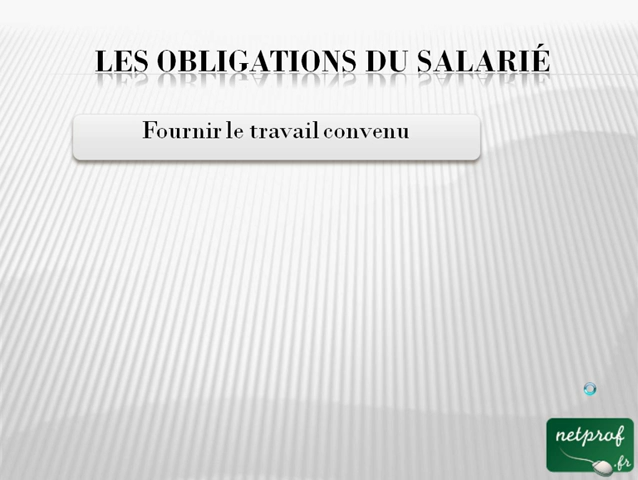 LES OBLIGATIONS DU SALARIÉ
Fournir le travail convenu
netprof
.fr